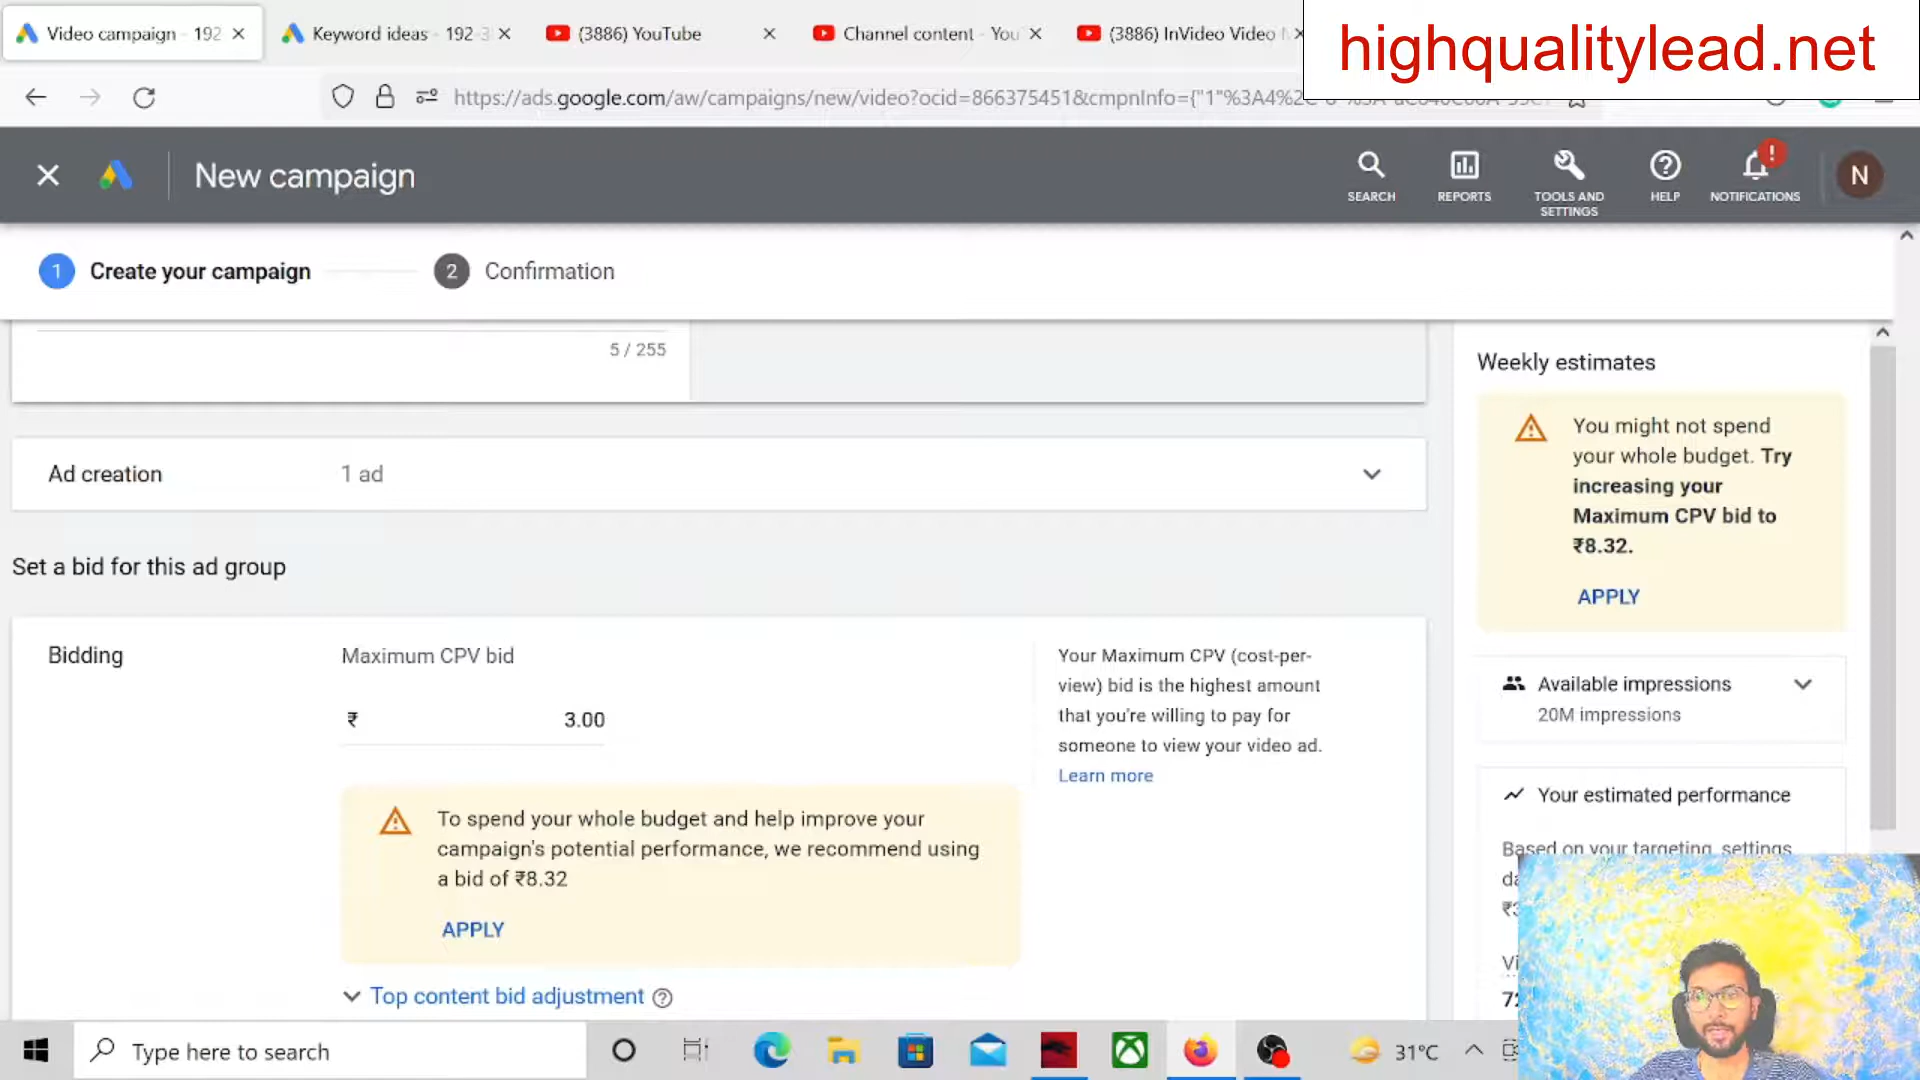 Video campaign - 192
Keyword ideas - 192-3
(3886) YouTube
Channel content - You
(3886) InVideo Video
highqualitylead.net
https://ads.google.com/aw/campaigns/new/video?ocid=866375451&cmpnInfo={"1"%3A4%2C
New campaign
SEARCH
REPORTS
TOOLS AND SETTINGS
HELP
!
NOTIFICATIONS
N
1 Create your campaign
2 Confirmation
5 / 255
Ad creation
1 ad
Set a bid for this ad group
Bidding
Maximum CPV bid
₹ 3.00
To spend your whole budget and help improve your
campaign's potential performance, we recommend using
a bid of ₹8.32
APPLY
Top content bid adjustment ?
Your Maximum CPV (cost-per-
view) bid is the highest amount
that you're willing to pay for
someone to view your video ad.
Learn more
Weekly estimates
You might not spend
your whole budget. Try
increasing your
Maximum CPV bid to
₹8.32.
APPLY
Available impressions
20M impressions
Your estimated performance
Based on your targeting, settings
Type here to search
31°C